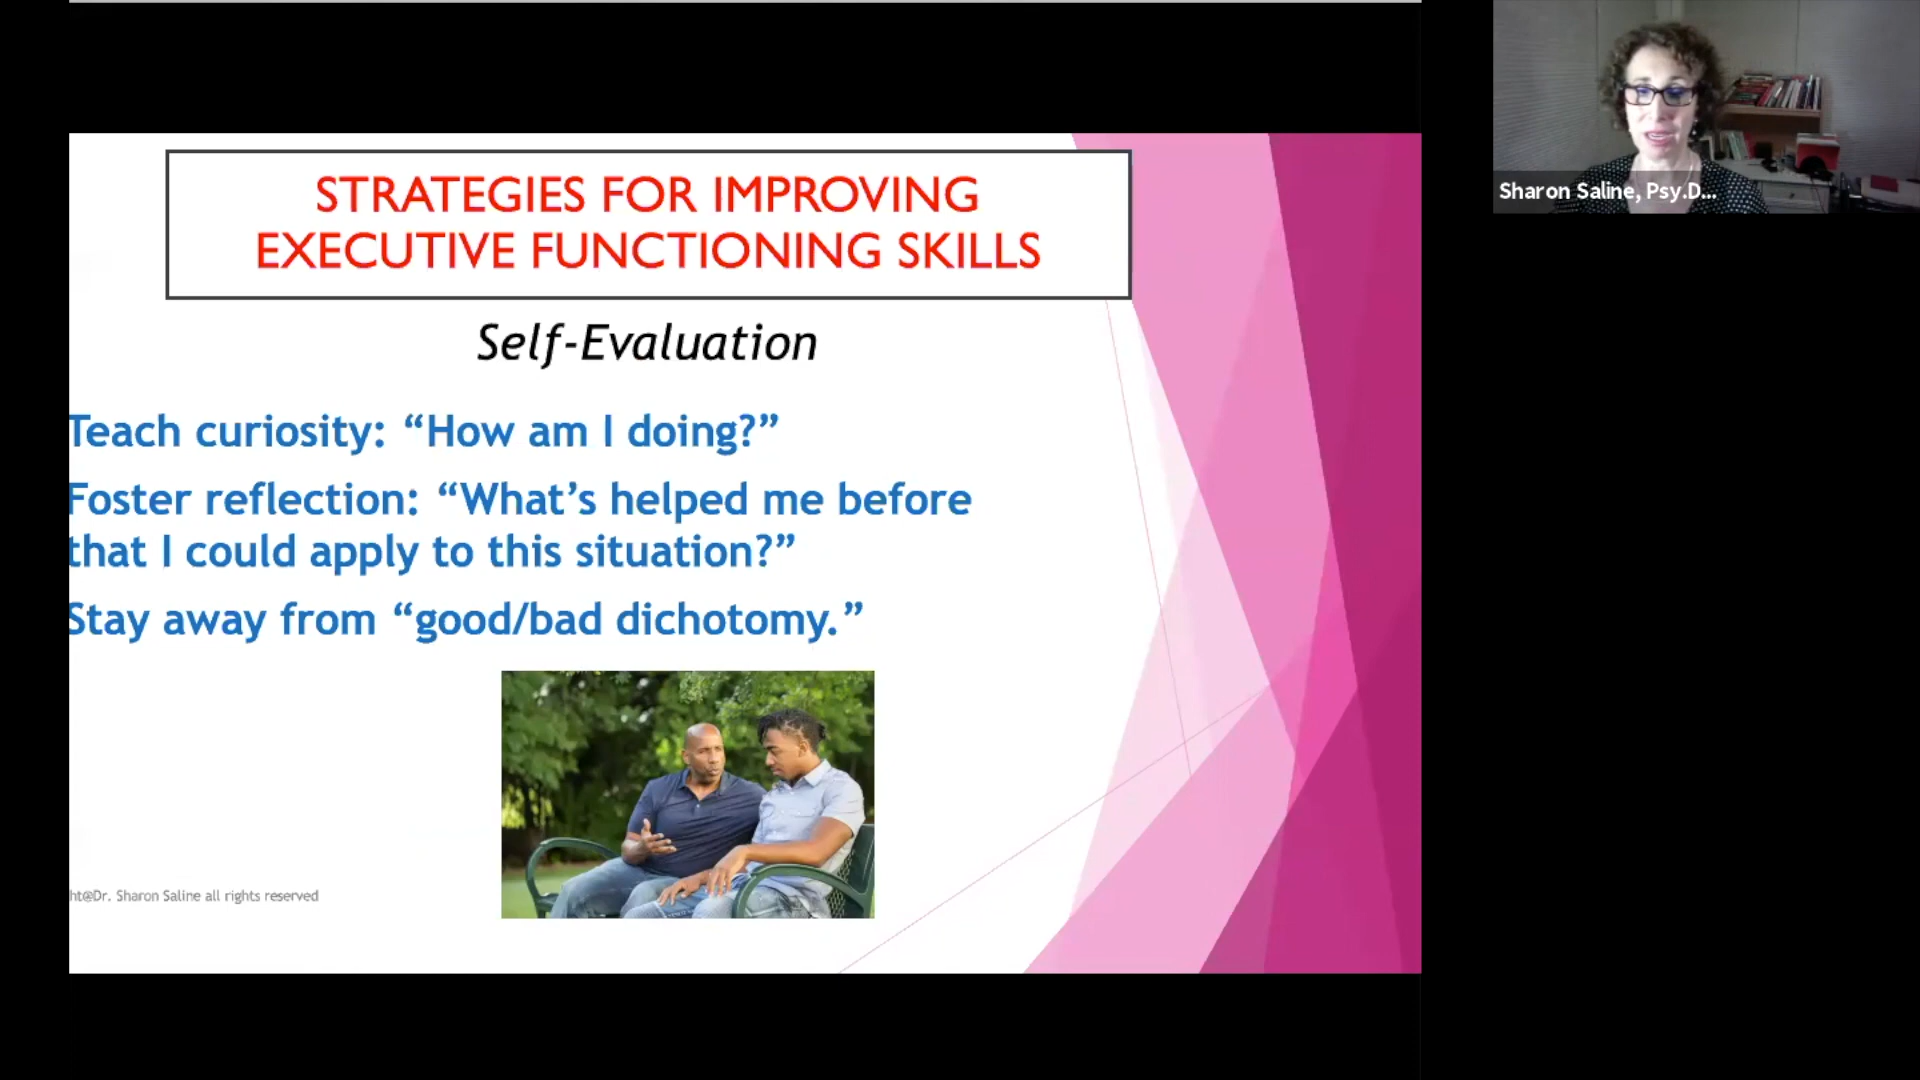 STRATEGIES FOR IMPROVING
EXECUTIVE FUNCTIONING SKILLS
Self-Evaluation
Teach curiosity: “How am I doing?”
Foster reflection: “What’s helped me before
that I could apply to this situation?”
Stay away from “good/bad dichotomy.”
ht@Dr. Sharon Saline all rights reserved
Sharon Saline, Psy.D...